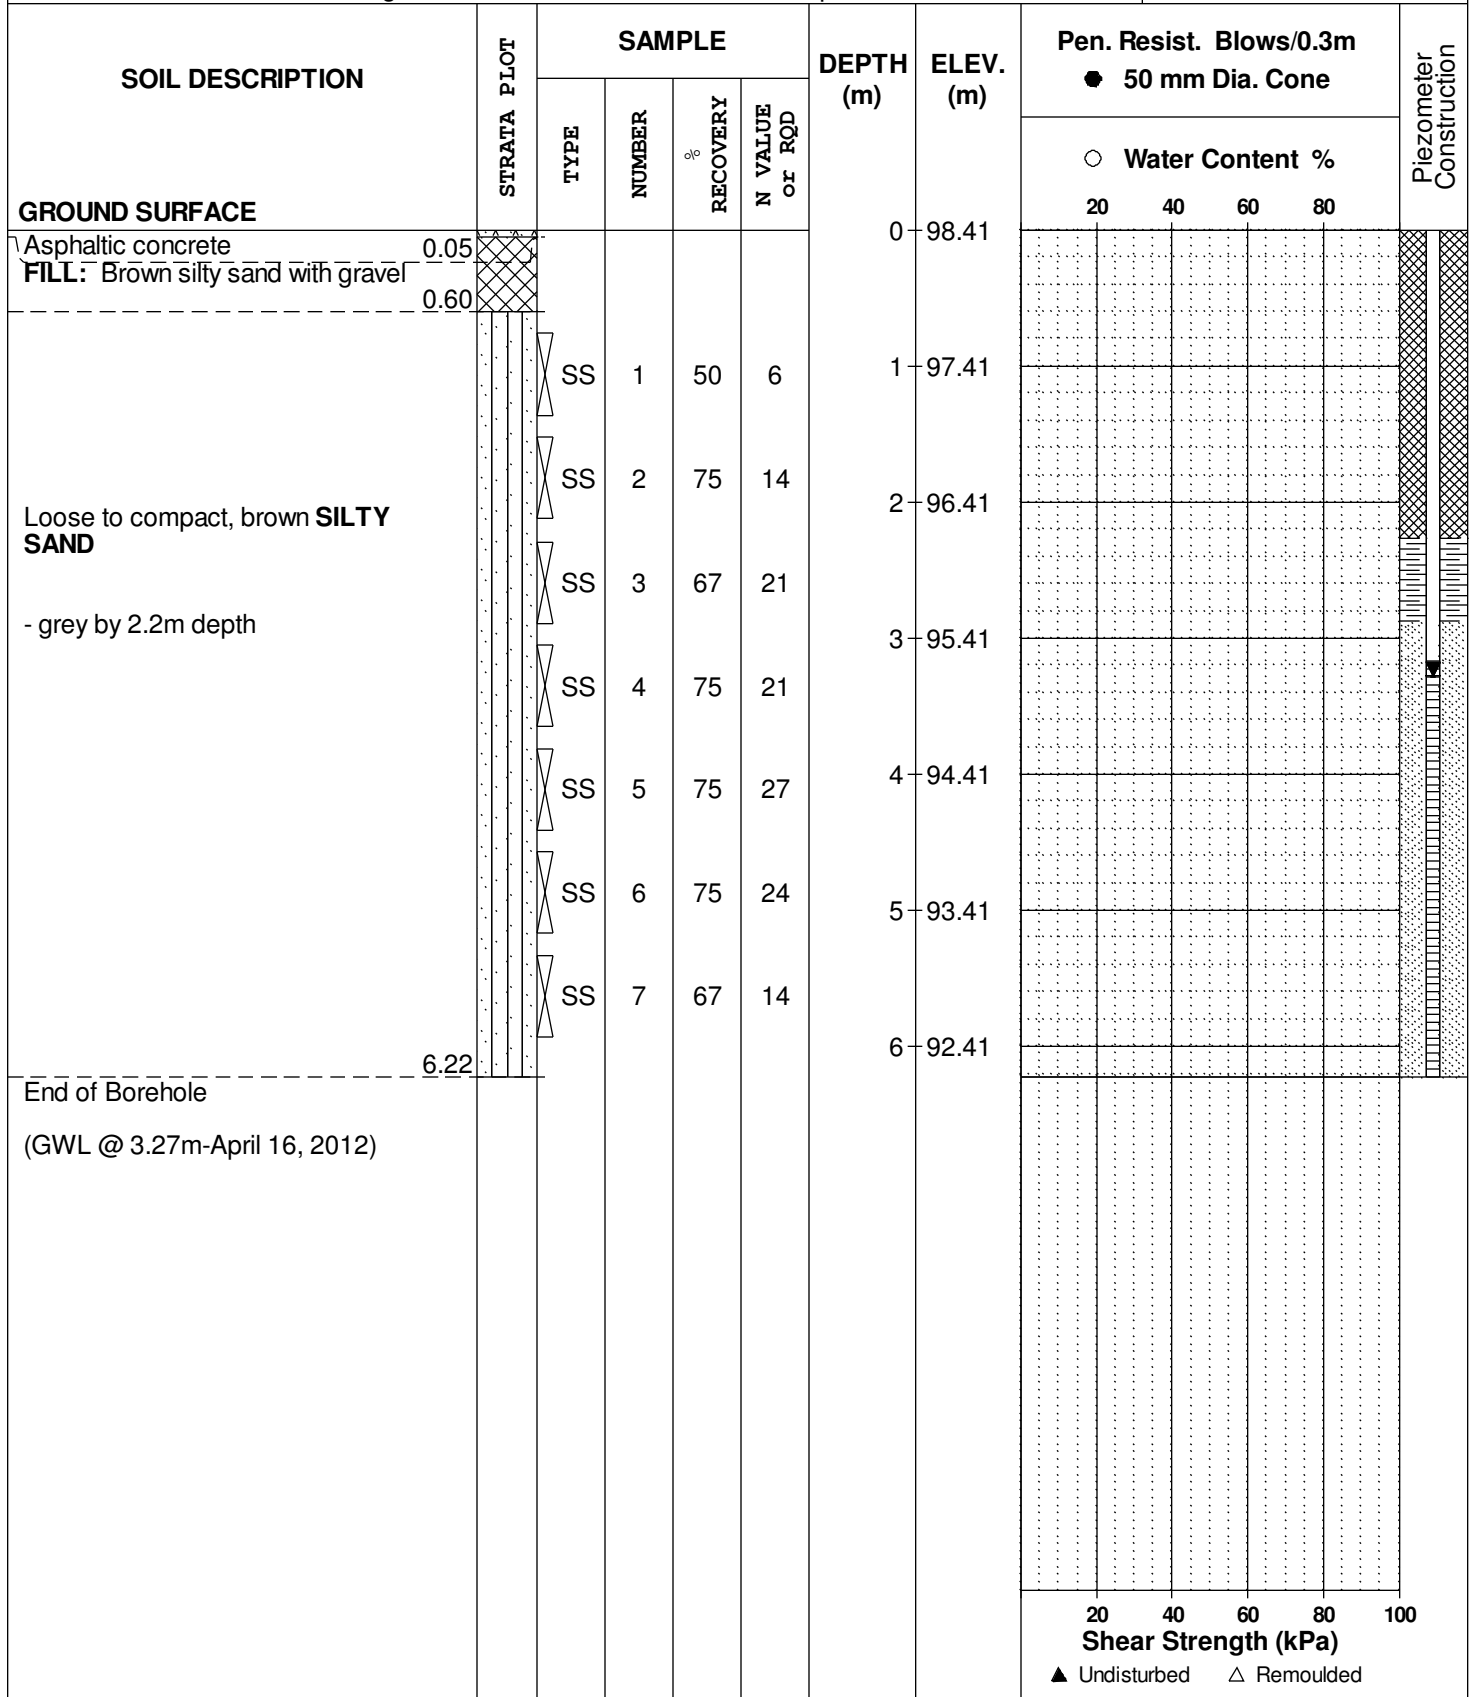 SOIL DESCRIPTION
GROUND SURFACE
STRATA PLOT
SAMPLE
TYPE
NUMBER
%
RECOVERY
N VALUE
or RQD
DEPTH
(m)
ELEV.
(m)
Pen. Resist. Blows/0.3m
● 50 mm Dia. Cone
○ Water Content %
20 40 60 80
Piezometer
Construction
0 98.41
Asphaltic concrete 0.05
FILL: Brown silty sand with gravel
0.60
SS 1 50 6
1 97.41
SS 2 75 14
2 96.41
Loose to compact, brown SILTY
SAND
SS 3 67 21
- grey by 2.2m depth
3 95.41
SS 4 75 21
4 94.41
SS 5 75 27
SS 6 75 24
5 93.41
SS 7 67 14
6 92.41
6.22
End of Borehole
(GWL @ 3.27m-April 16, 2012)
20 40 60 80 100
Shear Strength (kPa)
▲ Undisturbed △ Remoulded